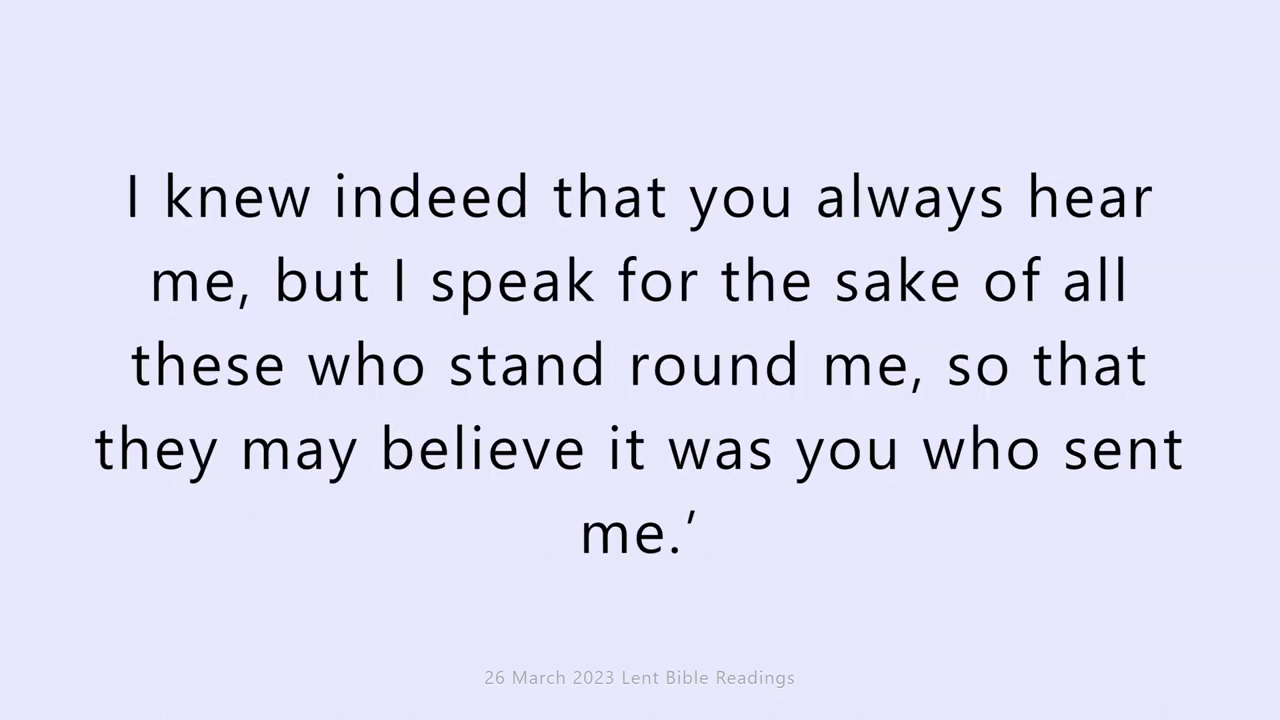 I knew indeed that you always hear
me, but I speak for the sake of all
these who stand round me, so that
they may believe it was you who sent
me.’
26 March 2023 Lent Bible Readings